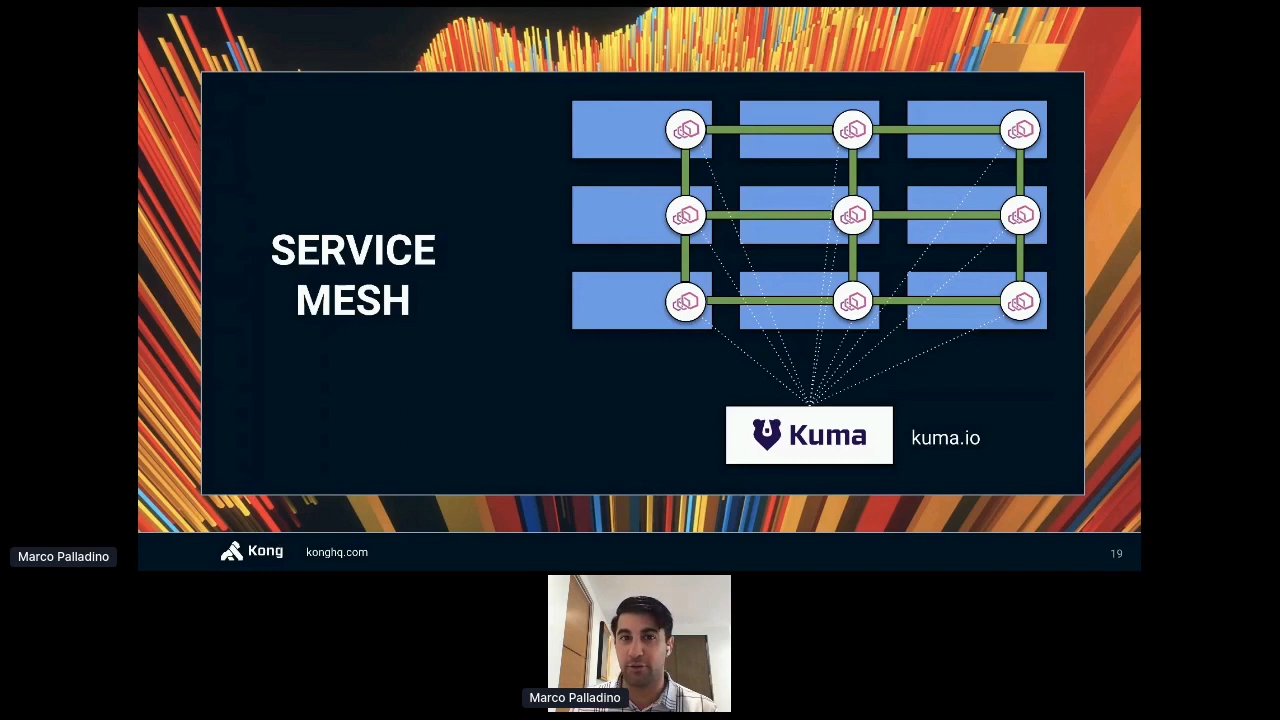 SERVICE
MESH
Kuma
kuma.io
Marco Palladino
Kong
konghq.com
19
Marco Palladino